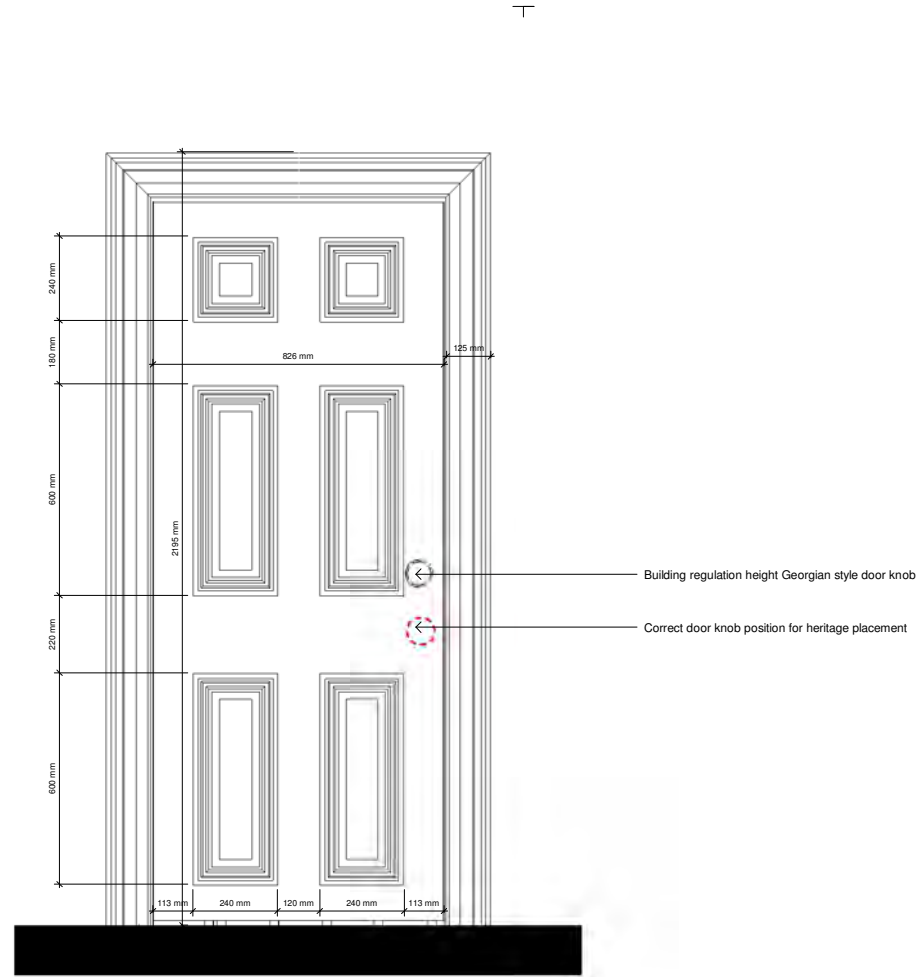 240 mm
180 mm
826 mm
125 mm
600 mm
2195 mm
Building regulation height Georgian style door knob
220 mm
Correct door knob position for heritage placement
600 mm
113 mm
240 mm
120 mm
240 mm
113 mm